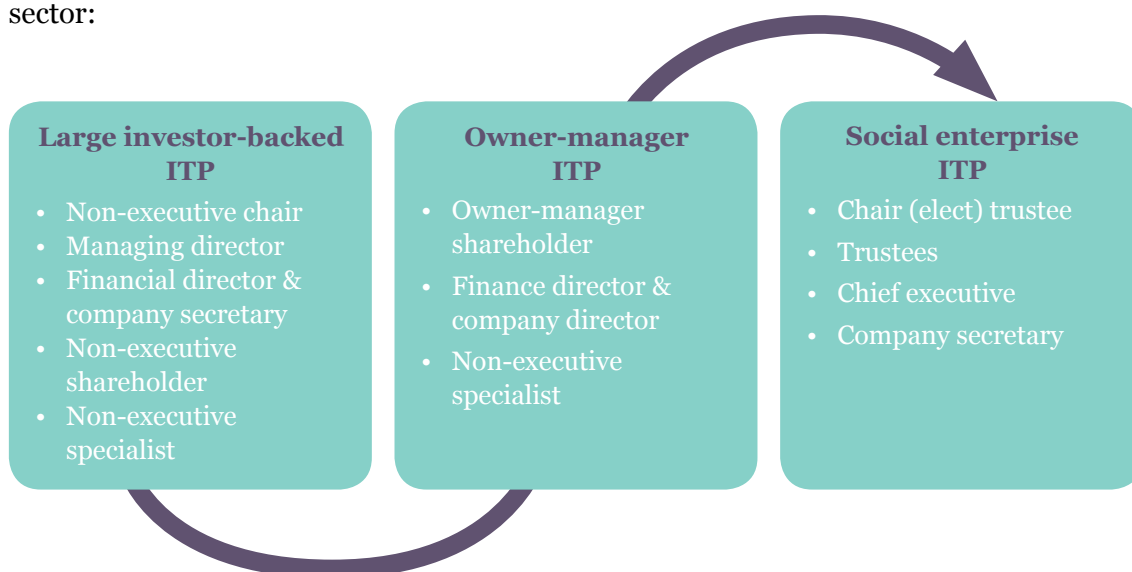 sector:
Large investor-backed
ITP
• Non-executive chair
• Managing director
• Financial director &
company secretary
• Non-executive
shareholder
• Non-executive
specialist
Owner-manager
ITP
• Owner-manager
shareholder
• Finance director &
company director
• Non-executive
specialist
Social enterprise
ITP
• Chair (elect) trustee
• Trustees
• Chief executive
• Company secretary